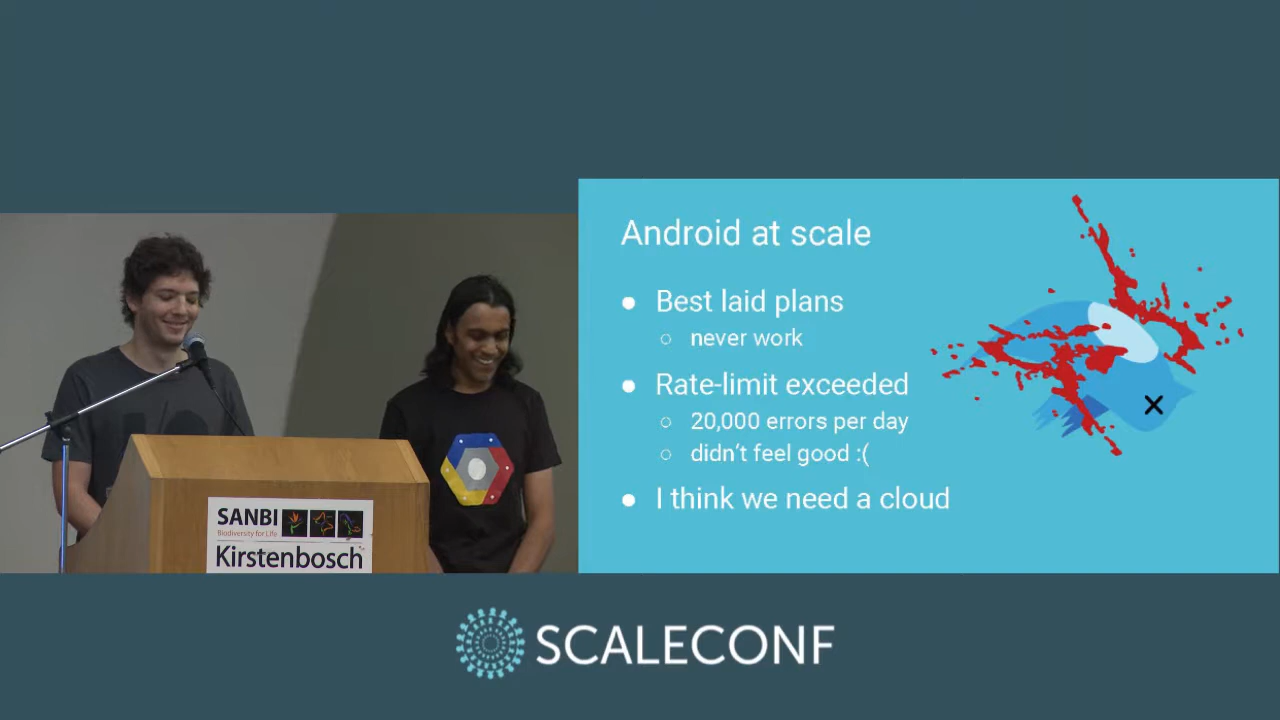 Android at scale
● Best laid plans
○ never work
● Rate-limit exceeded
○ 20,000 errors per day
○ didn't feel good :(
● I think we need a cloud
SANBI
Biodiversity for Life
Kirstenbosch
SCALECONF